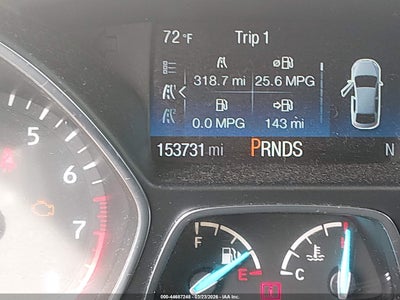 72 °F Trip 1
318.7 mi 25.6 MPG
0.0 MPG 143 mi
153731 mi PRNDS N
5
6
7
F E C H
000-44687248 - 03/23/2026 - IAA Inc.